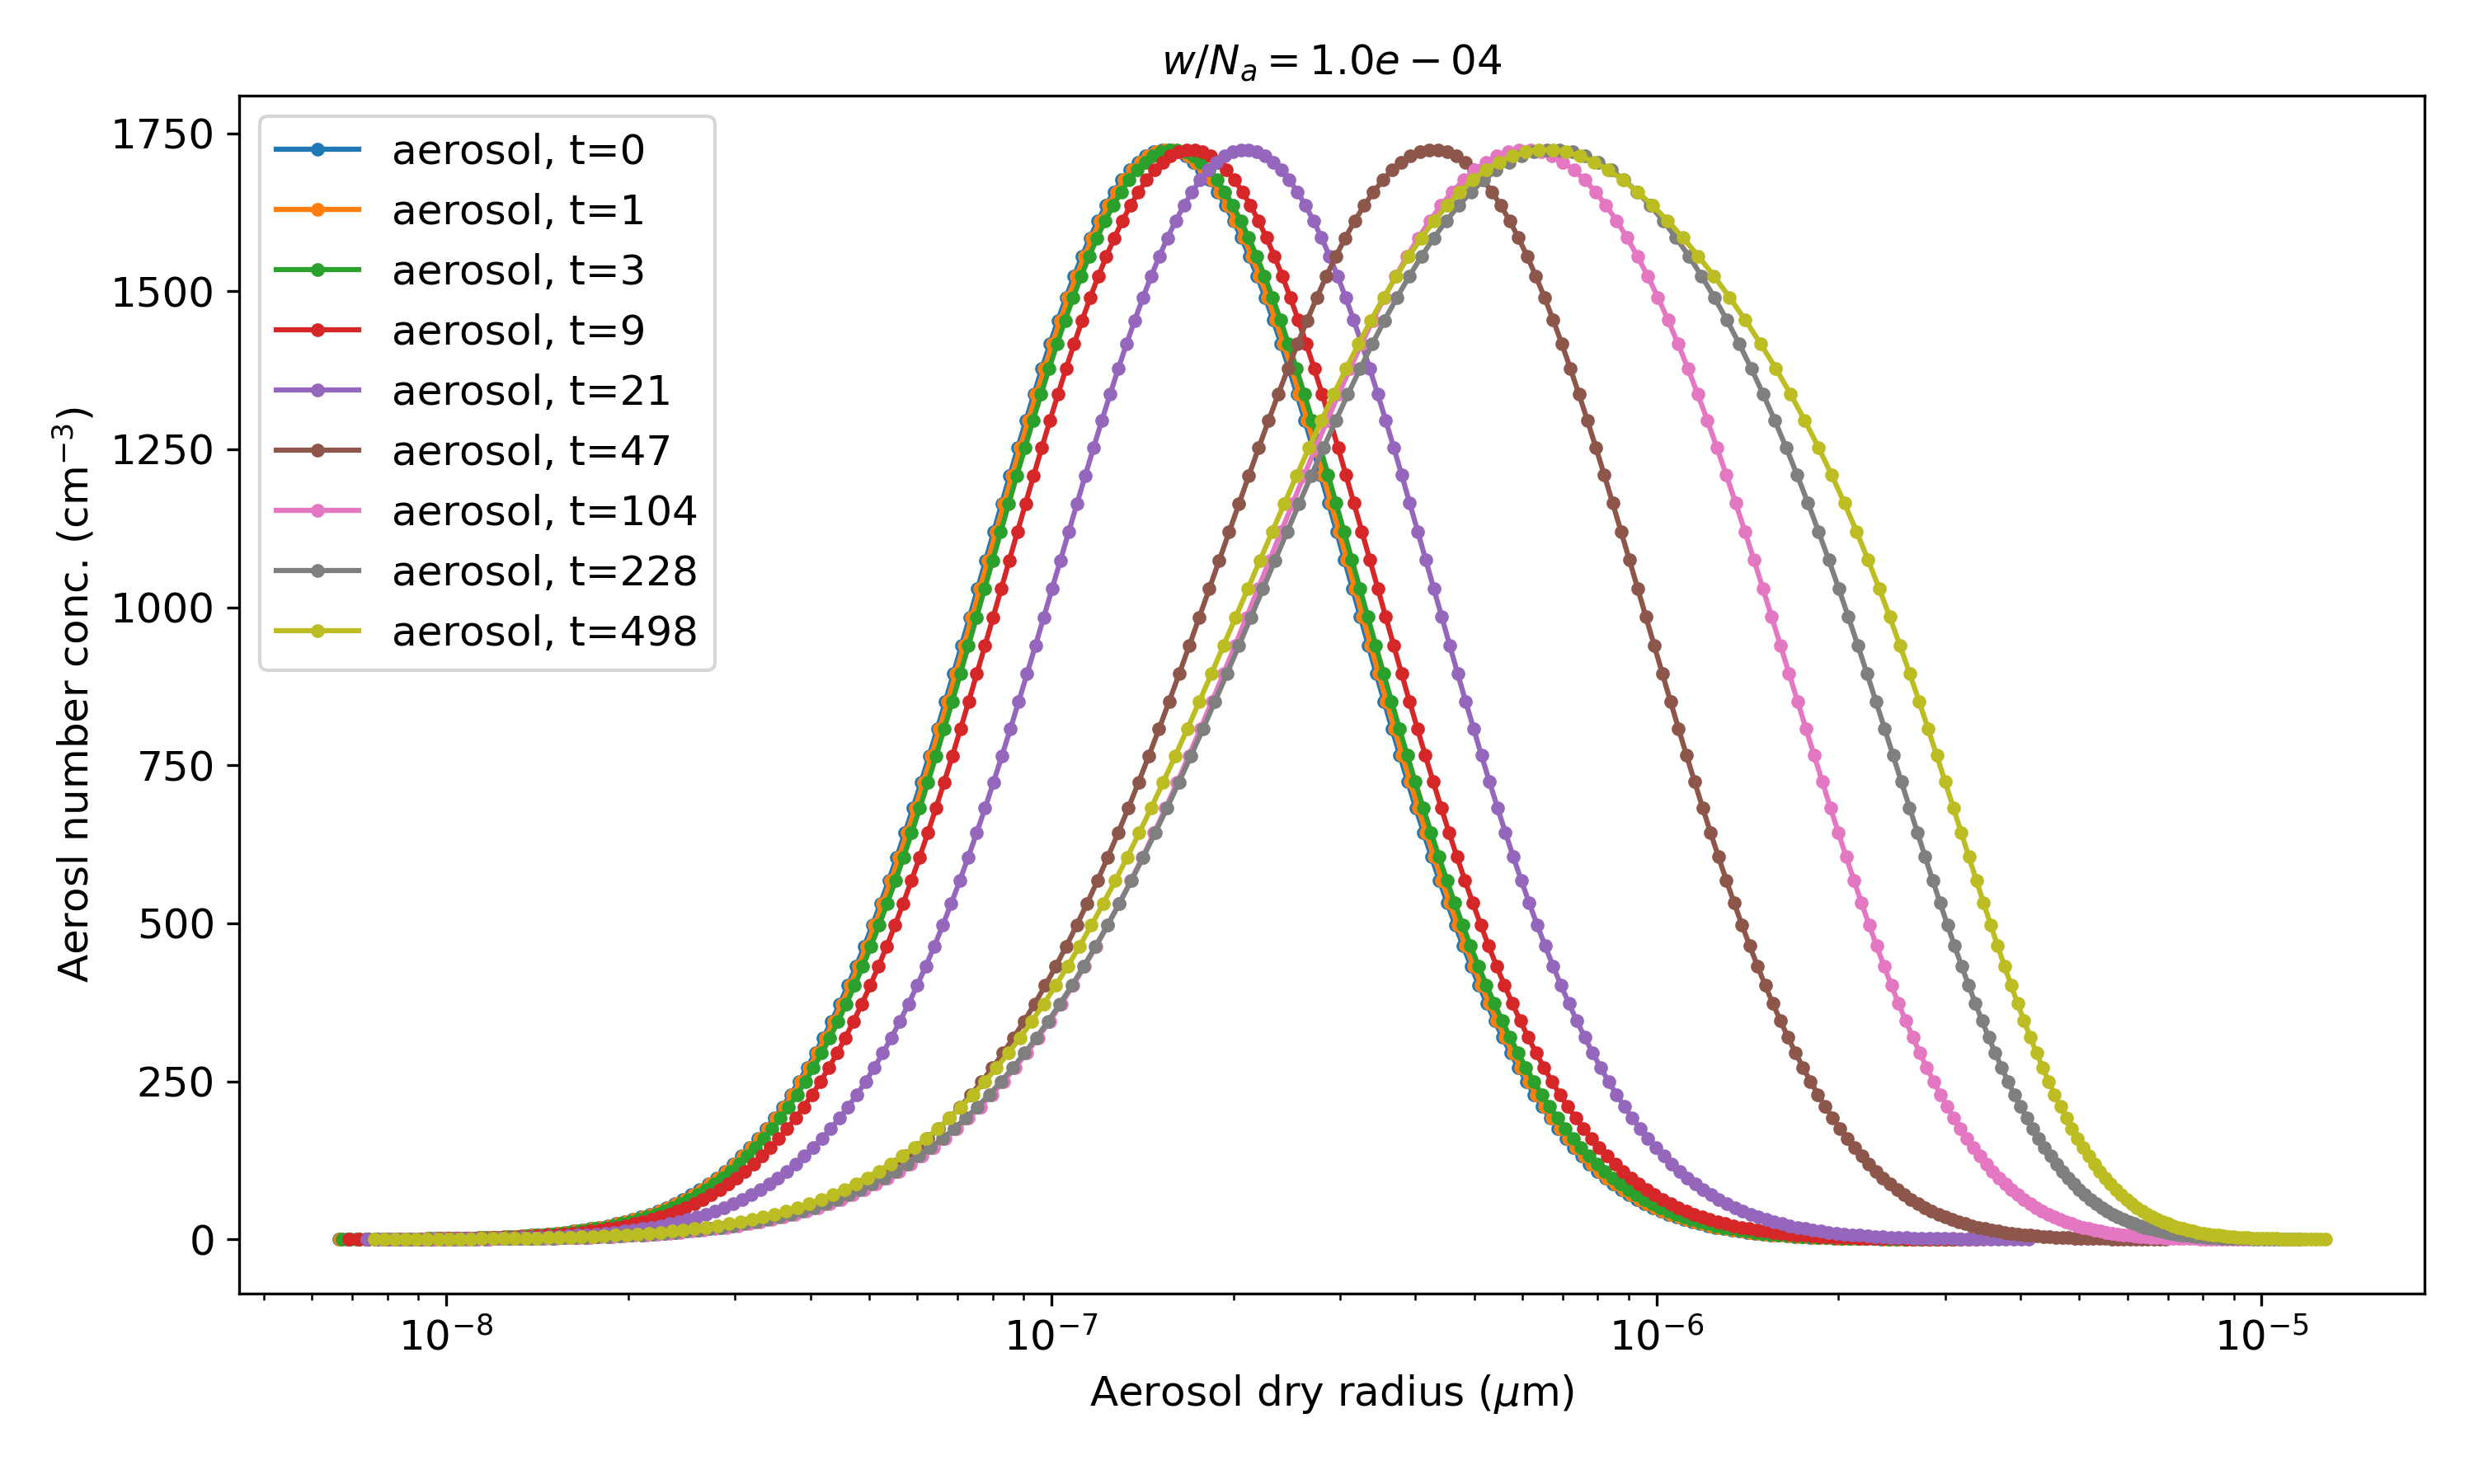 w/Nₐ = 1.0e − 04
1750
1500
1250
1000
750
500
250
0
Aerosl number conc. (cm⁻³)
aerosol, t=0
aerosol, t=1
aerosol, t=3
aerosol, t=9
aerosol, t=21
aerosol, t=47
aerosol, t=104
aerosol, t=228
aerosol, t=498
10⁻⁸ 10⁻⁷ 10⁻⁶ 10⁻⁵
Aerosol dry radius (μm)